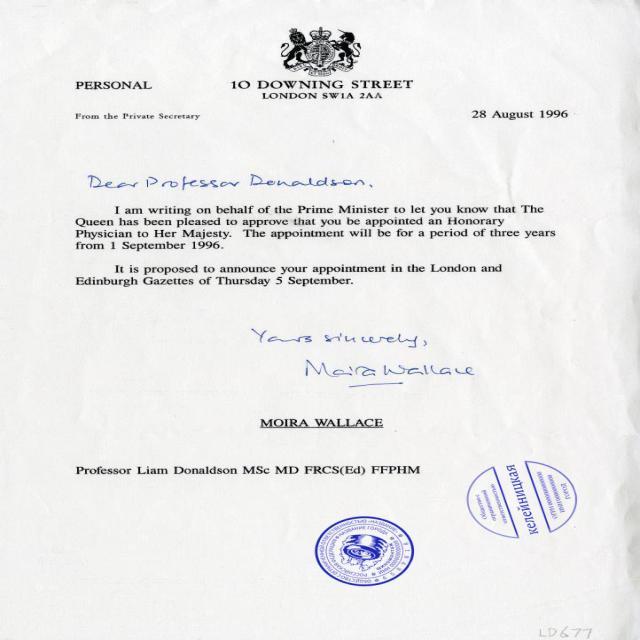 PERSONAL
10 DOWNING STREET
LONDON SW1A 2AA
From the Private Secretary
28 August 1996
Dear Professor Donaldson,
I am writing on behalf of the Prime Minister to let you know that The
Queen has been pleased to approve that you be appointed an Honorary
Physician to Her Majesty. The appointment will be for a period of three years
from 1 September 1996.
It is proposed to announce your appointment in the London and
Edinburgh Gazettes of Thursday 5 September.
Yours sincerely,
Moira Wallace
MOIRA WALLACE
Professor Liam Donaldson MSc MD FRCS(Ed) FFPHM
келейницкая
город
LD677